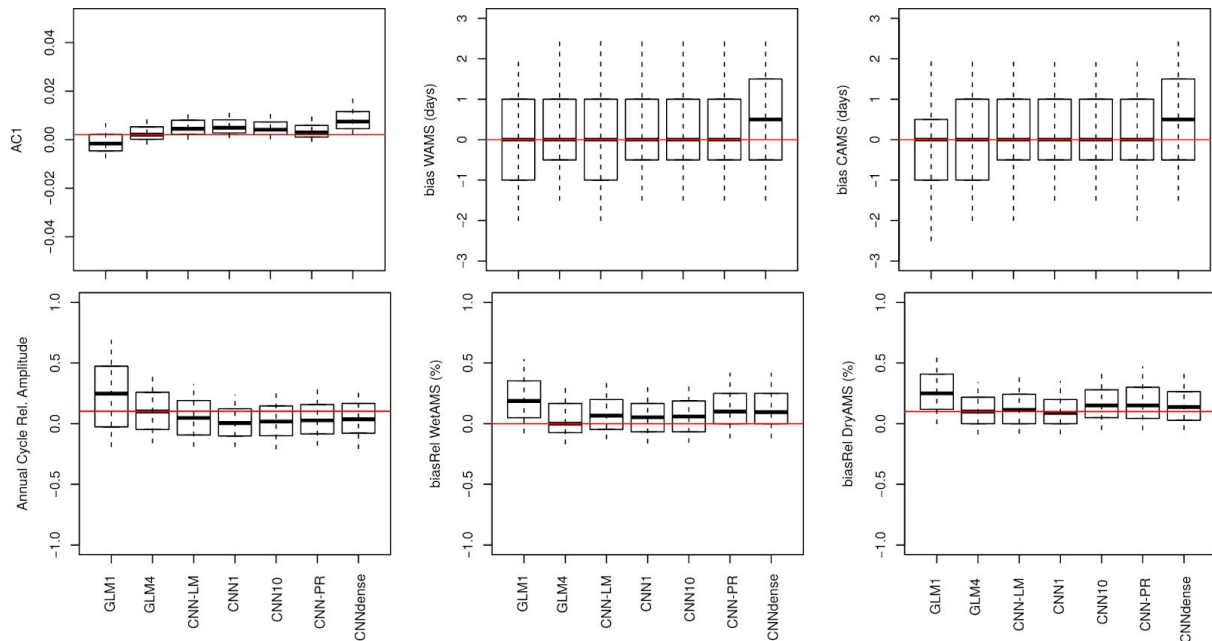 AC1
0.04
0.02
0.00
−0.02
−0.04
bias WAMS (days)
3
2
1
0
−1
−2
−3
bias CAMS (days)
3
2
1
0
−1
−2
−3
Annual Cycle Rel. Amplitude
1.0
0.5
0.0
−0.5
−1.0
GLM1
GLM4
CNN-LM
CNN1
CNN10
CNN-PR
CNNdense
biasRel WetAMS (%)
1.0
0.5
0.0
−0.5
−1.0
GLM1
GLM4
CNN-LM
CNN1
CNN10
CNN-PR
CNNdense
biasRel DryAMS (%)
1.0
0.5
0.0
−0.5
−1.0
GLM1
GLM4
CNN-LM
CNN1
CNN10
CNN-PR
CNNdense